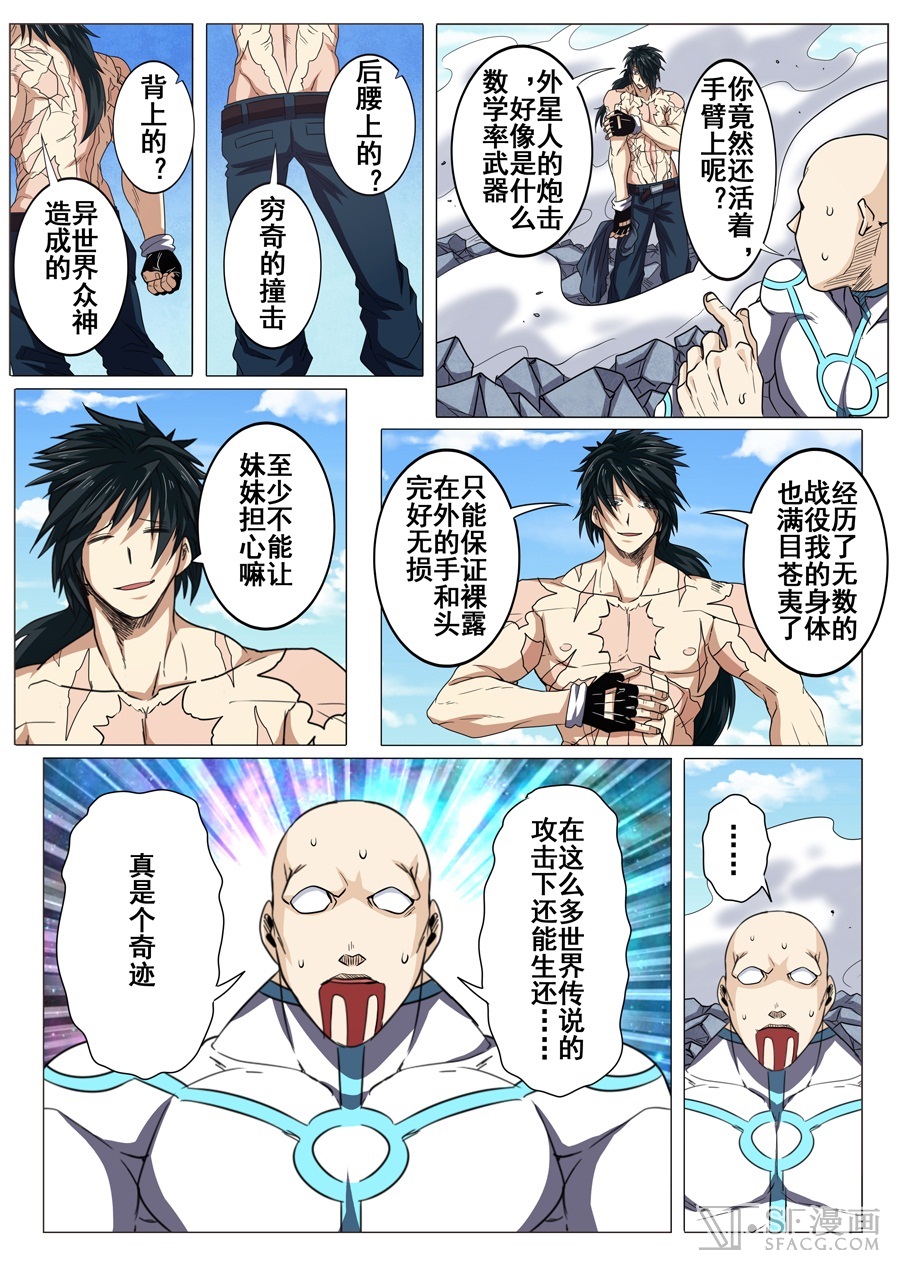 你竟然还活着，
手臂上呢？
外星人的炮击
，好像是什么
数学率武器
后腰上的？
穷奇的撞击
背上的？
异世界众神
造成的
经历了无数的
战役我的身体
也满目苍夷了
只能保证裸露
在外的手和头
完好无损
至少不能让
妹妹担心嘛
……
在这么多世界传说的
攻击下还能生还……
真是个奇迹
SF漫画
SFACG.COM